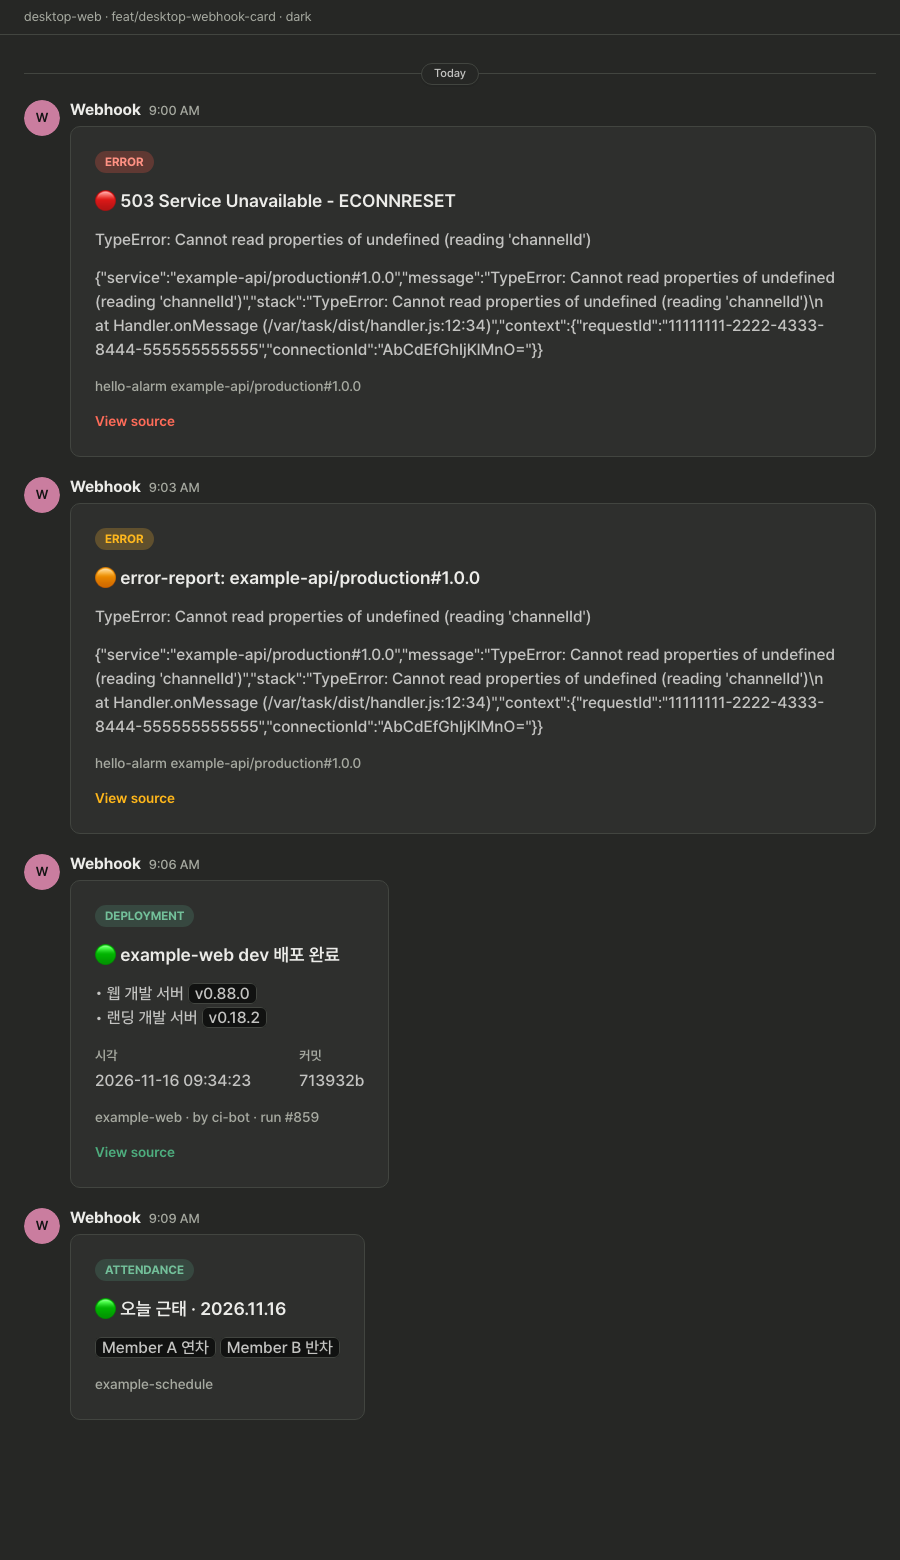 desktop-web · feat/desktop-webhook-card · dark
Today
W
Webhook 9:00 AM
ERROR
🔴 503 Service Unavailable - ECONNRESET
TypeError: Cannot read properties of undefined (reading 'channelId')
{"service":"example-api/production#1.0.0","message":"TypeError: Cannot read properties of undefined
(reading 'channelId')","stack":"TypeError: Cannot read properties of undefined (reading 'channelId')\n
at Handler.onMessage (/var/task/dist/handler.js:12:34)","context":{"requestId":"11111111-2222-4333-
8444-555555555555","connectionId":"AbCdEfGhIjKlMnO="}}
hello-alarm example-api/production#1.0.0
View source
W
Webhook 9:03 AM
ERROR
🟠 error-report: example-api/production#1.0.0
TypeError: Cannot read properties of undefined (reading 'channelId')
{"service":"example-api/production#1.0.0","message":"TypeError: Cannot read properties of undefined
(reading 'channelId')","stack":"TypeError: Cannot read properties of undefined (reading 'channelId')\n
at Handler.onMessage (/var/task/dist/handler.js:12:34)","context":{"requestId":"11111111-2222-4333-
8444-555555555555","connectionId":"AbCdEfGhIjKlMnO="}}
hello-alarm example-api/production#1.0.0
View source
W
Webhook 9:06 AM
DEPLOYMENT
🟢 example-web dev 배포 완료
• 웹 개발 서버 v0.88.0
• 랜딩 개발 서버 v0.18.2
시각 커밋
2026-11-16 09:34:23 713932b
example-web · by ci-bot · run #859
View source
W
Webhook 9:09 AM
ATTENDANCE
🟢 오늘 근태 · 2026.11.16
Member A 연차 Member B 반차
example-schedule